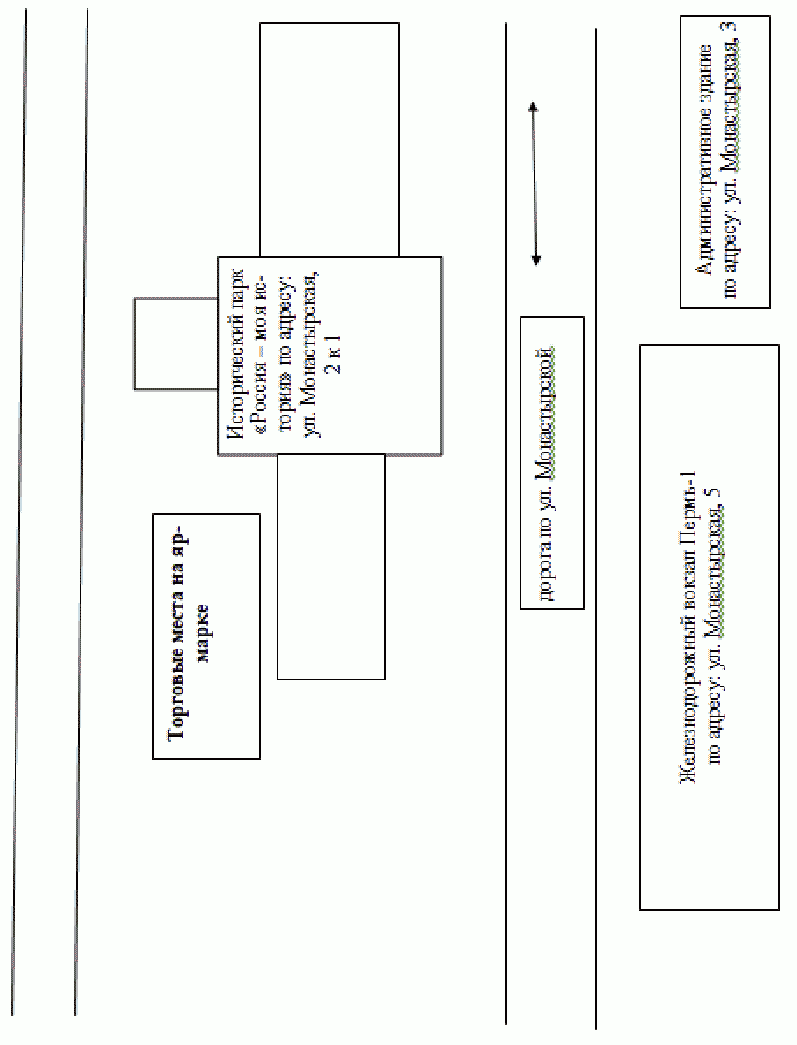 Торговые места на яр-
марке
Исторический парк
«Россия – моя ис-
тория» по адресу:
ул. Монастырская,
2 к 1
дорога по ул. Монастырской
Железнодорожный вокзал Пермь-1
по адресу: ул. Монастырская, 5
Административное здание
по адресу: ул. Монастырская, 3